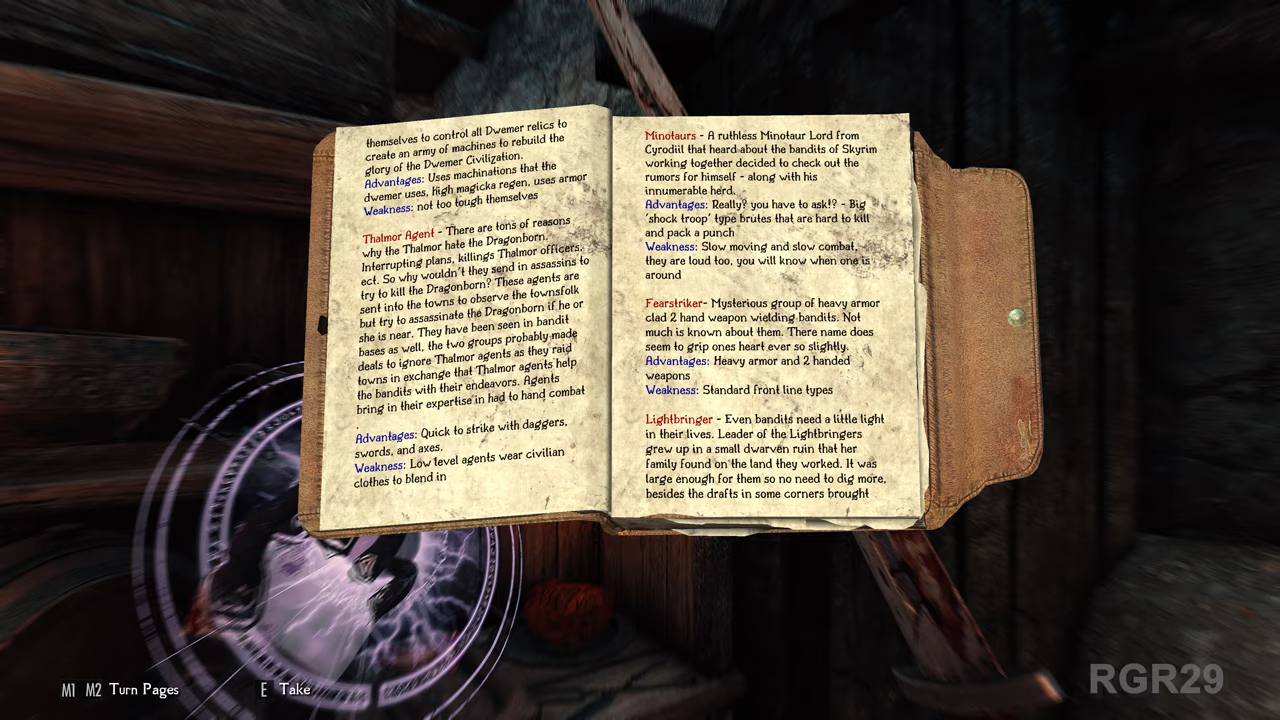 themselves to control all Dwemer relics to
create an army of machines to rebuild the
glory of the Dwemer Civilization.
Advantages: Uses machinations that the
dwemer uses, High magicka regen, uses armor
Weakness: not too tough themselves
Thalmor Agent - There are tons of reasons
why the Thalmor hate the Dragonborn.
Interrupting plans, killings Thalmor officers,
ect. So why wouldn't they send in assassins to
try to kill the Dragonborn? These agents are
sent into the towns to observe the townsfolk
but try to assassinate the Dragonborn if he or
she is near. They have been seen in bandit
bases as well, the two groups probably made
deals to ignore Thalmor agents as they raid
towns in exchange that Thalmor agents help
the bandits with their endeavors. Agents
bring in their expertise in had to hand combat
.
Advantages: Quick to strike with daggers,
swords, and axes.
Weakness: Low level agents wear civilian
clothes to blend in
Minotaurs - A ruthless Minotaur Lord from
Cyrodiil that heard about the bandits of Skyrim
working together decided to check out the
rumors for himself - along with his
innumerable herd.
Advantages: Really? you have to ask!? - Big
'shock troop' type brutes that are hard to kill
and pack a punch
Weakness: Slow moving and slow combat,
they are loud too, you will know when one is
around
Fearstriker- Mysterious group of heavy armor
clad 2 hand weapon wielding bandits. Not
much is known about them. There name does
seem to grip ones heart ever so slightly.
Advantages: Heavy armor and 2 handed
weapons
Weakness: Standard front line types
Lightbringer - Even bandits need a little light
in their lives. Leader of the Lightbringers
grew up in a small dwarven ruin that her
family found on the land they worked. It was
large enough for them so no need to dig more,
besides the drafts in some corners brought
M1 M2 Turn Pages
E Take
RGR29